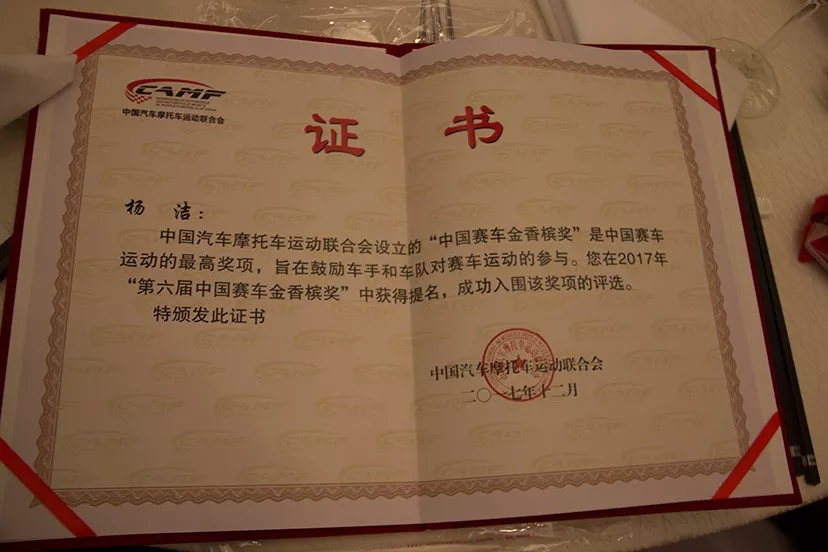 CAMF
中国汽车摩托车运动联合会
证 书
杨 洁：
中国汽车摩托车运动联合会设立的“中国赛车金香槟奖”是中国赛车
运动的最高奖项，旨在鼓励车手和车队对赛车运动的参与。您在2017年
“第六届中国赛车金香槟奖”中获得提名，成功入围该奖项的评选。
特颁发此证书
中国汽车摩托车运动联合会
二〇一七年十二月